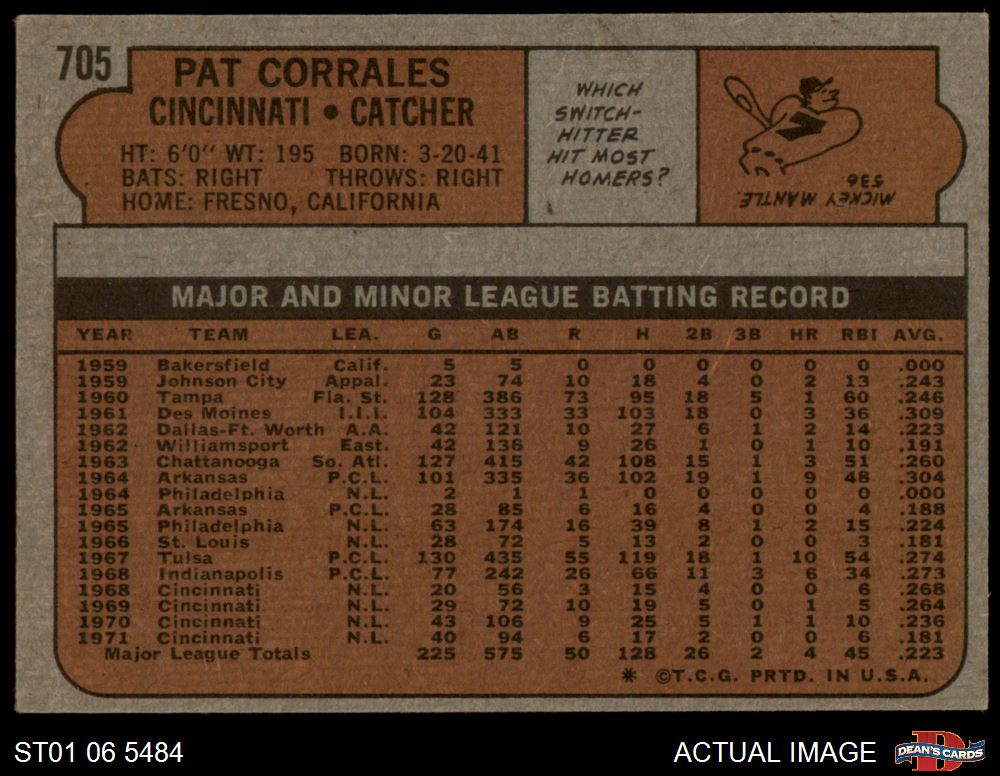 705
PAT CORRALES
CINCINNATI • CATCHER
HT: 6'0" WT: 195 BORN: 3-20-41
BATS: RIGHT THROWS: RIGHT
HOME: FRESNO, CALIFORNIA
WHICH
SWITCH-
HITTER
HIT MOST
HOMERS?
MICKEY MANTLE.
536.
MAJOR AND MINOR LEAGUE BATTING RECORD
YEAR TEAM LEA. G AB R H 2B 3B HR RBI AVG.
1959 Bakersfield Calif. 5 5 0 0 0 0 0 0 .000
1959 Johnson City Appal. 23 74 10 18 4 0 2 13 .243
1960 Tampa Fla. St. 128 386 73 95 18 5 1 60 .246
1961 Des Moines I.I.I. 104 333 33 103 18 0 3 36 .309
1962 Dallas-Ft. Worth A.A. 42 121 10 27 6 1 2 14 .223
1962 Williamsport East. 42 136 9 26 1 0 1 10 .191
1963 Chattanooga So. Atl. 127 415 42 108 15 1 3 51 .260
1964 Arkansas P.C.L. 101 335 36 102 19 1 9 48 .304
1964 Philadelphia N.L. 2 1 1 0 0 0 0 0 .000
1965 Arkansas P.C.L. 28 85 6 16 4 0 0 4 .188
1965 Philadelphia N.L. 63 174 16 39 8 1 2 15 .224
1966 St. Louis N.L. 28 72 5 13 2 0 0 3 .181
1967 Tulsa P.C.L. 130 435 55 119 18 1 10 54 .274
1968 Indianapolis P.C.L. 77 242 26 66 11 3 6 34 .273
1968 Cincinnati N.L. 20 56 3 15 4 0 0 6 .268
1969 Cincinnati N.L. 29 72 10 19 5 0 1 5 .264
1970 Cincinnati N.L. 43 106 9 25 5 1 1 10 .236
1971 Cincinnati N.L. 40 94 6 17 2 0 0 6 .181
Major League Totals 225 575 50 128 26 2 4 45 .223
* ©T.C.G. PRTD. IN U.S.A.
ST01 06 5484
ACTUAL IMAGE
DEAN'S CARDS